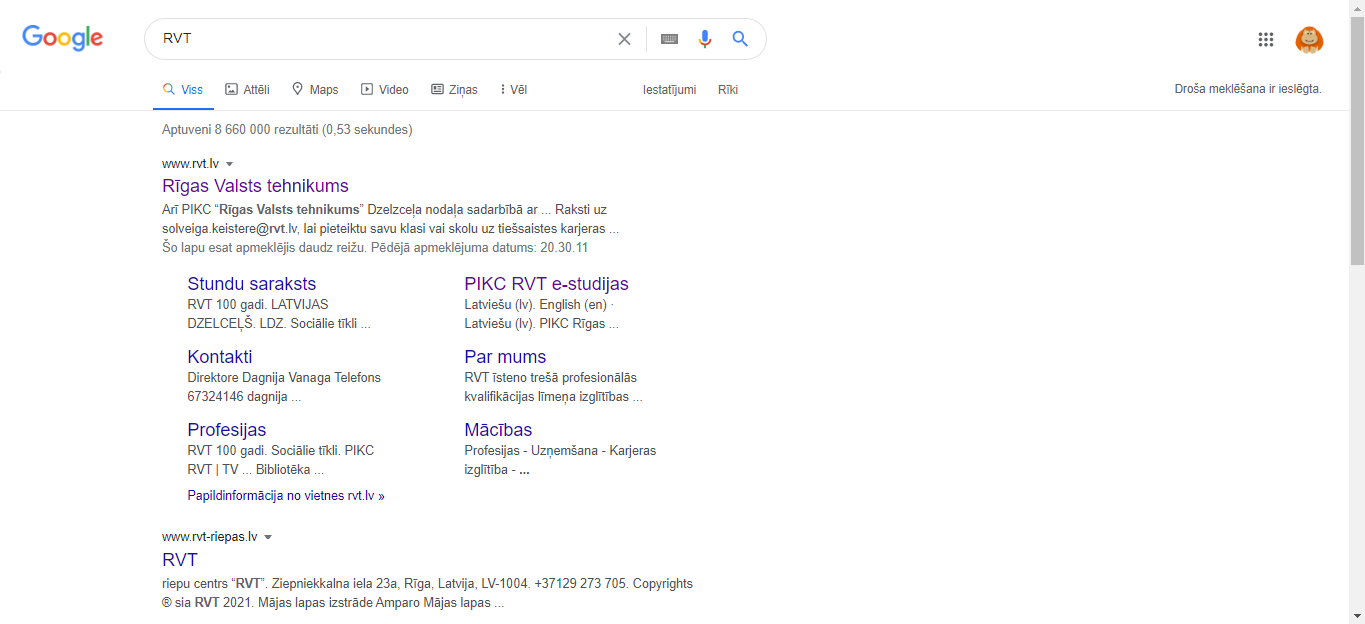 Google
RVT
Viss Attēli Maps Video Ziņas Vēl Iestatījumi Rīki
Droša meklēšana ir ieslēgta.
Aptuveni 8 660 000 rezultāti (0,53 sekundes)
www.rvt.lv
Rīgas Valsts tehnikums
Arī PIKC “Rīgas Valsts tehnikums” Dzelzceļa nodaļa sadarbībā ar ... Raksti uz
solveiga.keistere@rvt.lv, lai pieteiktu savu klasi vai skolu uz tiešsaistes karjeras ...
Šo lapu esat apmeklējis daudz reižu. Pēdējā apmeklējuma datums: 20.30.11
Stundu saraksts
RVT 100 gadi. LATVIJAS
DZELCEĻŠ. LDZ. Sociālie tīkli ...
PIKC RVT e-studijas
Latviešu (lv). English (en) ·
Latviešu (lv). PIKC Rīgas ...
Kontakti
Direktore Dagnija Vanaga Telefons
67324146 dagnija ...
Par mums
RVT īsteno trešā profesionālās
kvalifikācijas līmeņa izglītības ...
Profesijas
RVT 100 gadi. Sociālie tīkli. PIKC
RVT | TV ... Bibliotēka ...
Mācības
Profesijas - Uzņemšana - Karjeras
izglītība - ...
Papildinformācija no vietnes rvt.lv »
www.rvt-riepas.lv
RVT
riepu centrs “RVT”. Ziepniekkalna iela 23a, Rīga, Latvija, LV-1004. +37129 273 705. Copyrights
® sia RVT 2021. Mājas lapas izstrāde Amparo Mājas lapas ...